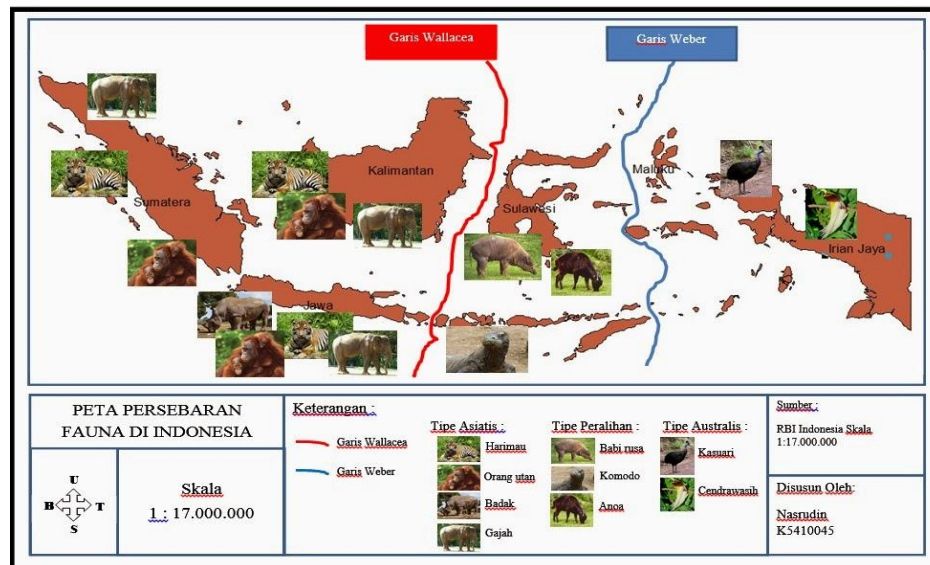 Garis Wallacea
Garis Weber
Kalimantan
Maluku
Sumatera
Sulawesi
Irian Jaya
Jawa
PETA PERSEBARAN
FAUNA DI INDONESIA
U
B T
S
Skala
1 : 17.000.000
Keterangan :
Garis Wallacea
Garis Weber
Tipe Asiatis :
Harimau
Orang utan
Badak
Gajah
Tipe Peralihan :
Babi rusa
Komodo
Anoa
Tipe Australis :
Kasuari
Cendrawasih
Sumber :
RBI Indonesia Skala
1:17.000.000
Disusun Oleh:
Nasrudin
K5410045